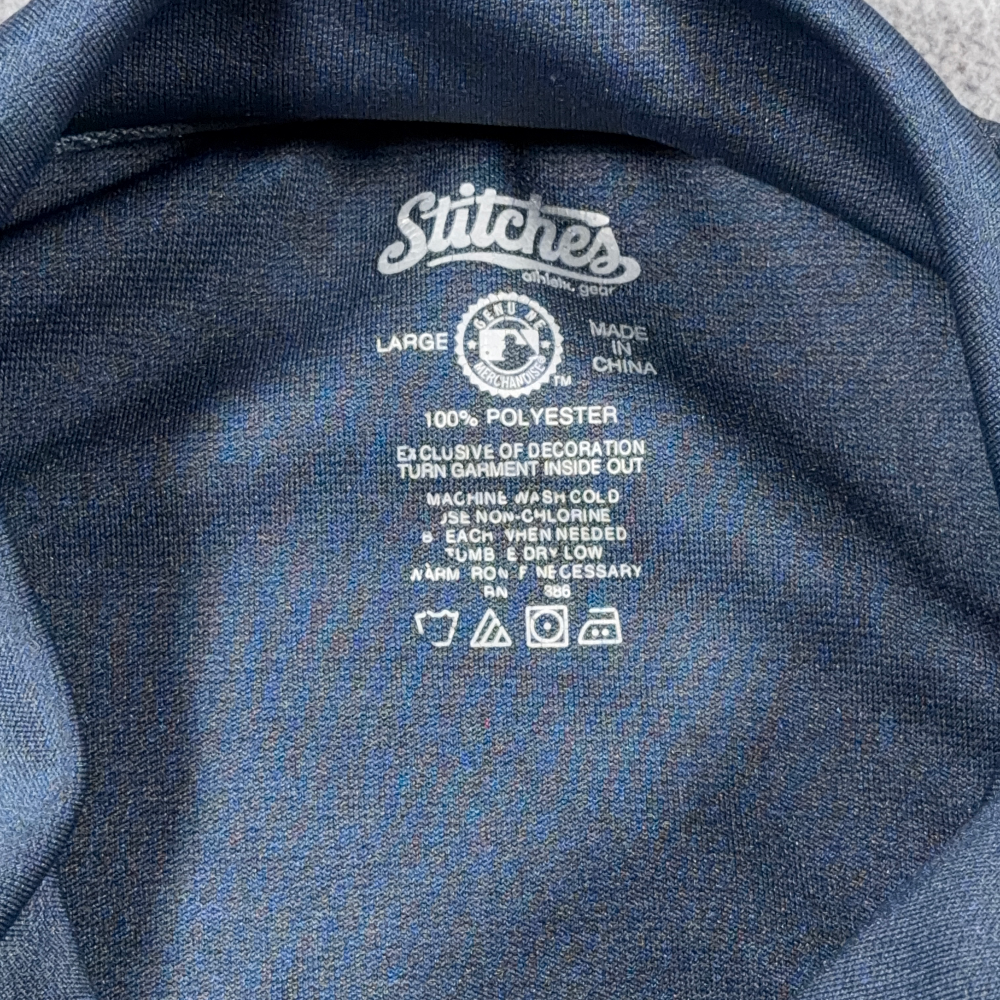 Stitches
athletic gear
LARGE
GENUINE
MERCHANDISE
TM
MADE
IN
CHINA
100% POLYESTER
EXCLUSIVE OF DECORATION
TURN GARMENT INSIDE OUT
MACHINE WASH COLD
USE NON-CHLORINE
BLEACH WHEN NEEDED
TUMBLE DRY LOW
WARM IRON IF NECESSARY
RN